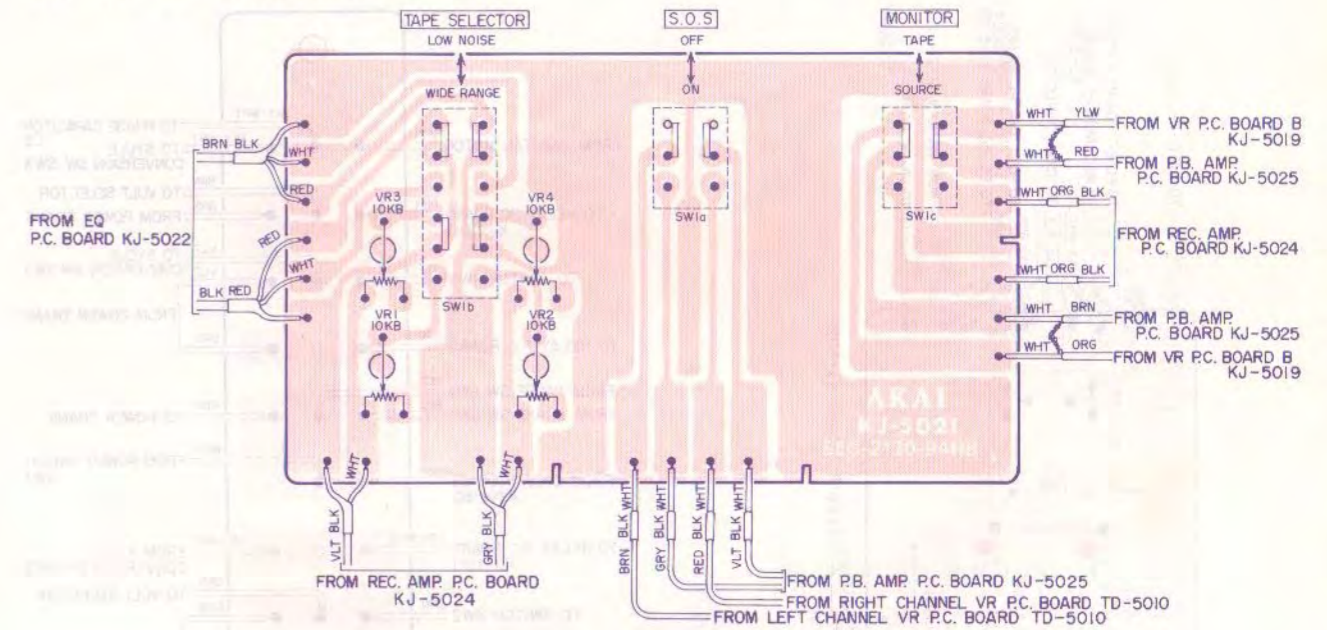 TAPE SELECTOR
LOW NOISE
WIDE RANGE
S.O.S
OFF
ON
MONITOR
TAPE
SOURCE
BRN BLK
WHT
RED
FROM EQ
P.C. BOARD KJ-5022
RED
WHT
BLK RED
VR3
10KB
VR4
10KB
VR1
10KB
VR2
10KB
SW1b
SW1a
SW1c
WHT YLW
FROM VR P.C. BOARD B
KJ-5019
WHT RED
FROM P.B. AMP.
P.C. BOARD KJ-5025
WHT ORG BLK
FROM REC. AMP.
P.C. BOARD KJ-5024
WHT ORG BLK
WHT BRN
FROM P.B. AMP.
P.C. BOARD KJ-5025
WHT ORG
FROM VR P.C. BOARD B
KJ-5019
AKAI
KJ-5021
WHT
VLT BLK
WHT
GRY BLK
FROM REC. AMP. P.C. BOARD
KJ-5024
BRN BLK WHT
GRY BLK WHT
RED BLK WHT
VLT BLK WHT
FROM P.B. AMP. P.C. BOARD KJ-5025
FROM RIGHT CHANNEL VR P.C. BOARD TD-5010
FROM LEFT CHANNEL VR P.C. BOARD TD-5010